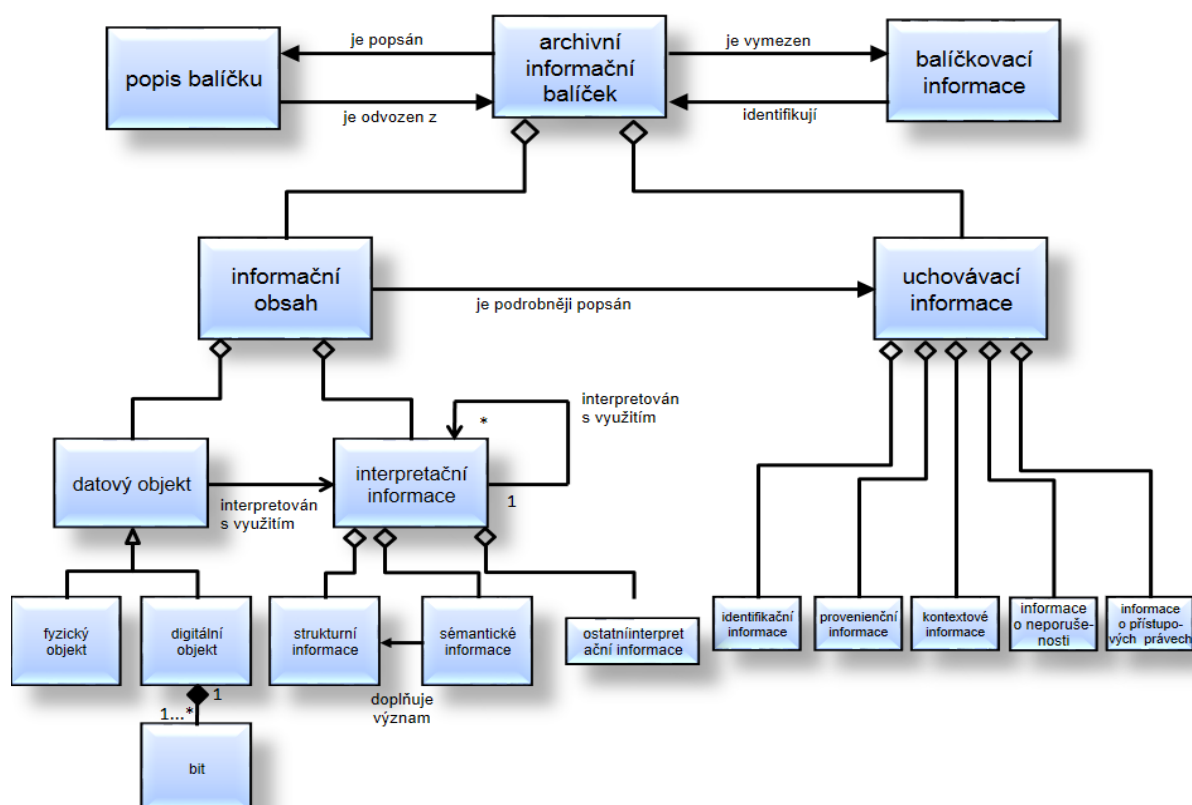 je popsán
archivní
informační
balíček
je vymezen
popis balíčku
balíčkovací
informace
je odvozen z
identifikují
informační
obsah
uchovávací
informace
je podrobněji popsán
interpretován
s využitím
*
datový objekt
interpretační
informace
1
interpretován
s využitím
fyzický
objekt
digitální
objekt
strukturní
informace
sémantické
informace
ostatníinterpret
ační informace
identifikační
informace
provenienční
informace
kontextové
informace
informace
o neporuše-
nosti
informace
o přístupo-
vých právech
doplňuje
význam
1
1...*
bit